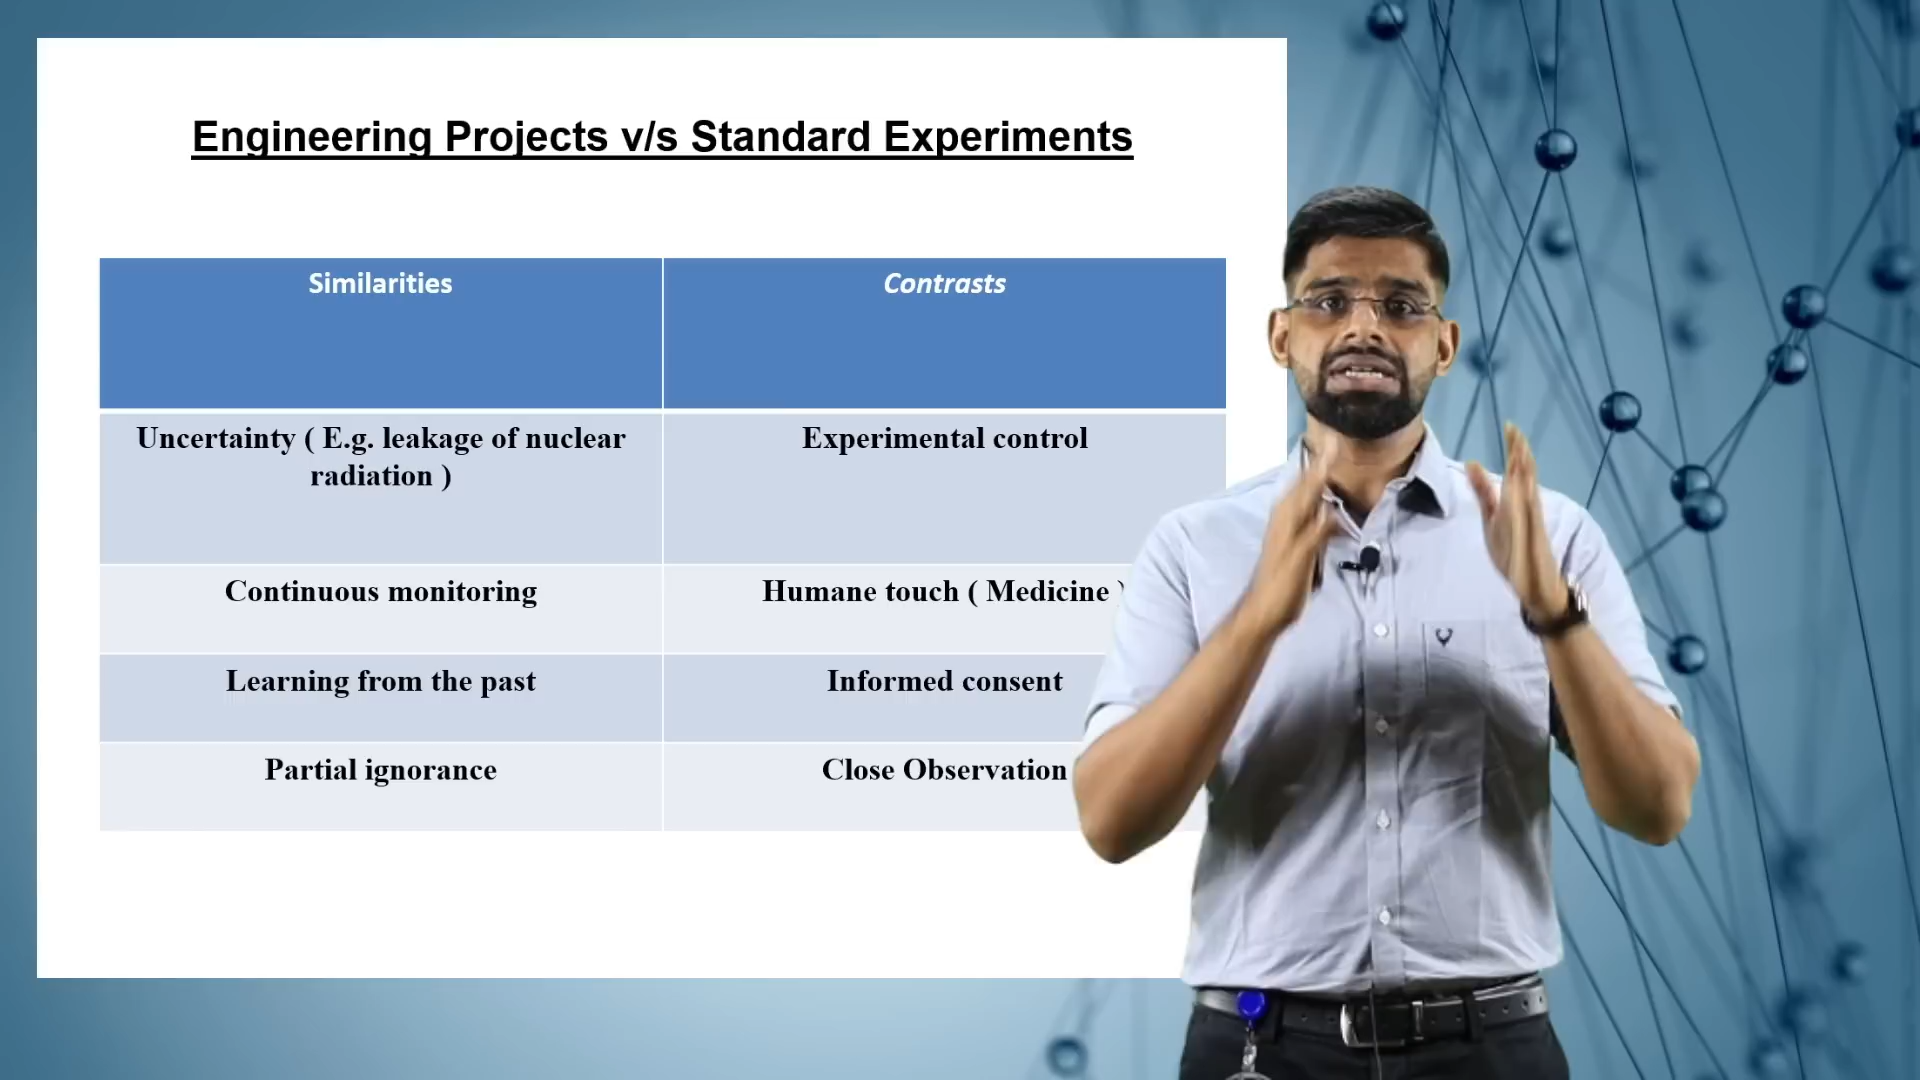 Engineering Projects v/s Standard Experiments
Similarities
Contrasts
Uncertainty ( E.g. leakage of nuclear
radiation )
Experimental control
Continuous monitoring
Humane touch ( Medicine )
Learning from the past
Informed consent
Partial ignorance
Close Observation